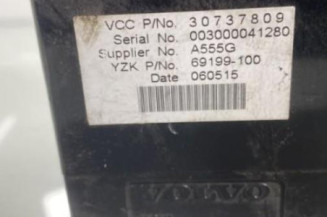 VCC P/No. 30737809
Serial No. 003000041280
Supplier No. A555G
YZK P/No. 69199-100
Date 060515
VOLVO